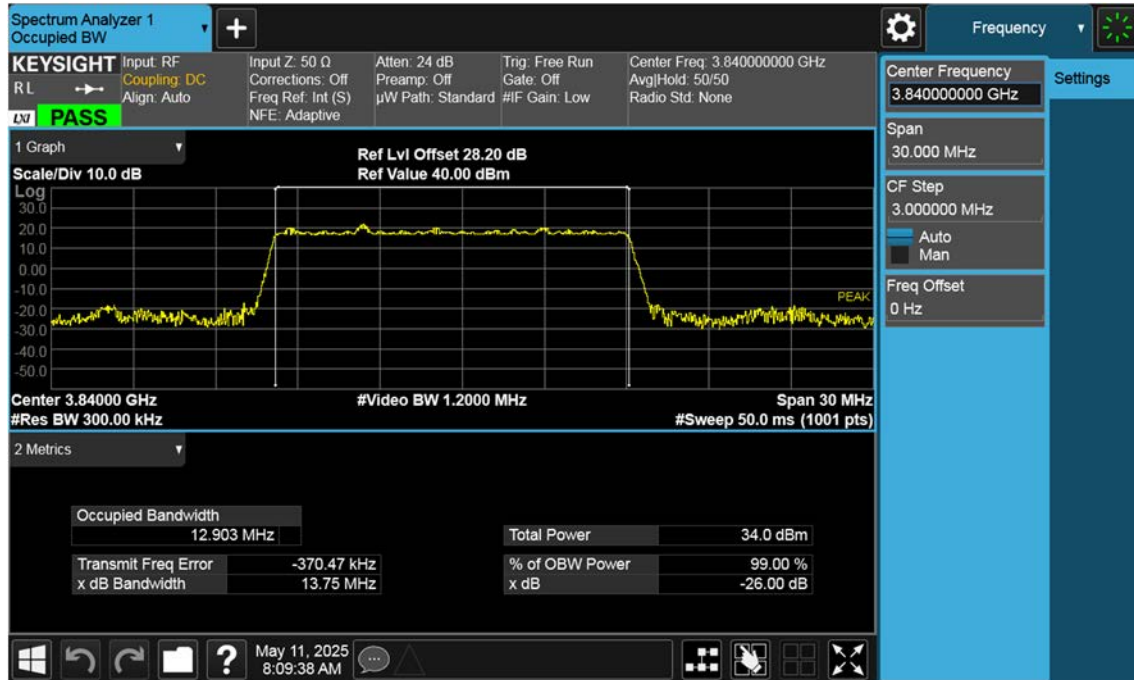 Spectrum Analyzer 1
Occupied BW
+
Frequency
KEYSIGHT
R L
LXI PASS
Input: RF
Coupling: DC
Align: Auto
Input Z: 50 Ω
Corrections: Off
Freq Ref: Int (S)
NFE: Adaptive
Atten: 24 dB
Preamp: Off
µW Path: Standard
Trig: Free Run
Gate: Off
#IF Gain: Low
Center Freq: 3.840000000 GHz
Avg|Hold: 50/50
Radio Std: None
1 Graph
Scale/Div 10.0 dB
Ref Lvl Offset 28.20 dB
Ref Value 40.00 dBm
Log
30.0
20.0
10.0
0.00
-10.0
-20.0
-30.0
-40.0
-50.0
PEAK
Center 3.84000 GHz
#Video BW 1.2000 MHz
Span 30 MHz
#Res BW 300.00 kHz
#Sweep 50.0 ms (1001 pts)
2 Metrics
Occupied Bandwidth
12.903 MHz
Total Power 34.0 dBm
Transmit Freq Error -370.47 kHz
% of OBW Power 99.00 %
x dB Bandwidth 13.75 MHz
x dB -26.00 dB
Center Frequency
3.840000000 GHz
Settings
Span
30.000 MHz
CF Step
3.000000 MHz
Auto
Man
Freq Offset
0 Hz
?
May 11, 2025
8:09:38 AM